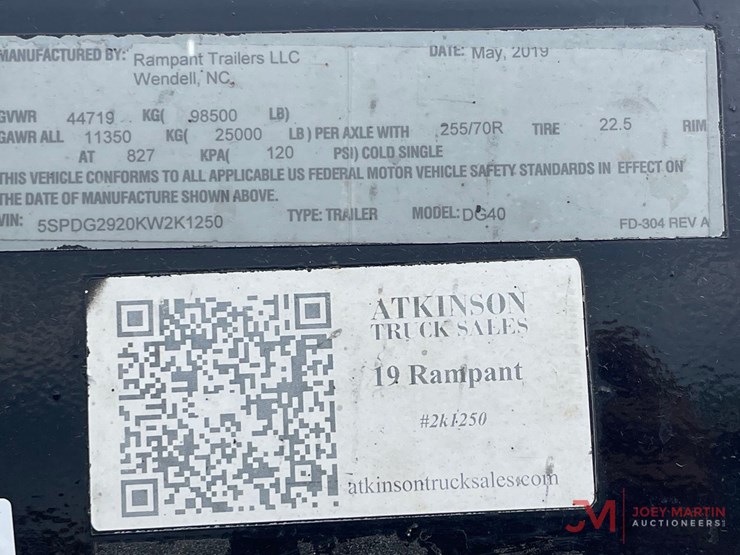 MANUFACTURED BY: Rampant Trailers LLC DATE: May, 2019
Wendell, NC.
GVWR 44719 KG( 98500 LB)
GAWR ALL 11350 KG( 25000 LB) PER AXLE WITH 255/70R TIRE 22.5 RIM
AT 827 KPA( 120 PSI) COLD SINGLE
THIS VEHICLE CONFORMS TO ALL APPLICABLE US FEDERAL MOTOR VEHICLE SAFETY STANDARDS IN EFFECT ON
THE DATE OF MANUFACTURE SHOWN ABOVE.
VIN: 5SPDG2920KW2K1250 TYPE: TRAILER MODEL: DG40
FD-304 REV A
ATKINSON
TRUCK SALES
19 Rampant
#2k1250
atkinsontrucksales.com
JM JOEY MARTIN
AUCTIONEERS